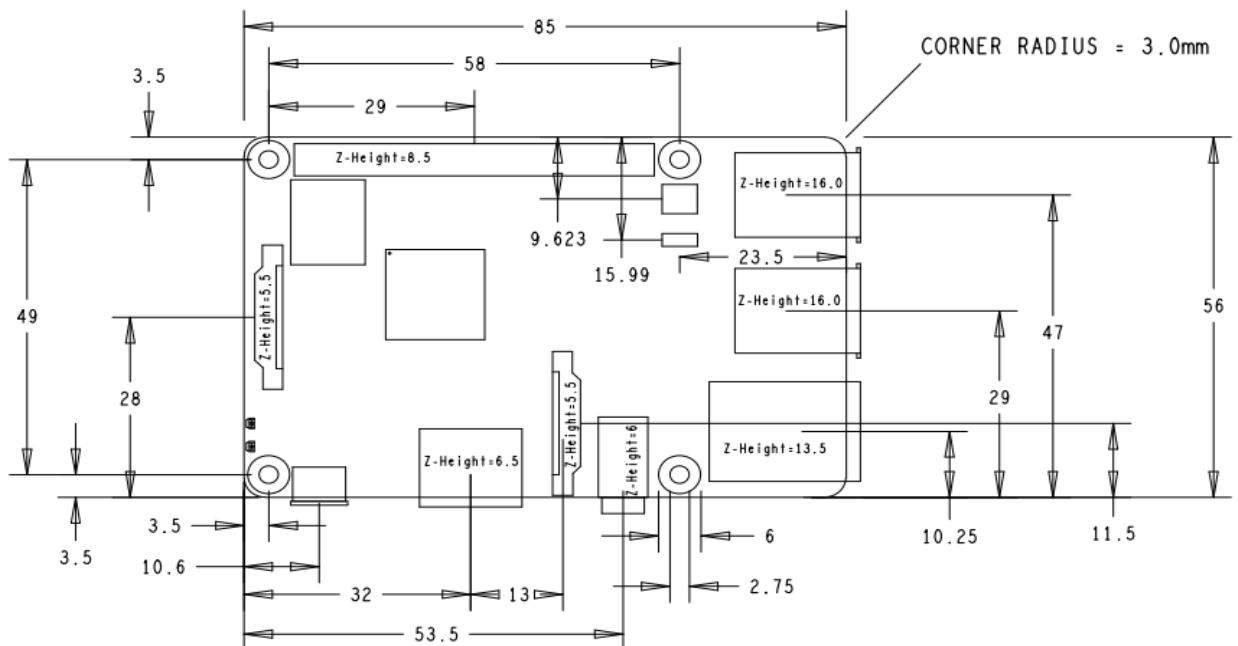 85
CORNER RADIUS = 3.0mm
58
3.5
29
Z-Height=8.5
Z-Height=16.0
9.623
23.5
15.99
Z-Height=5.5
Z-Height=16.0
49
56
47
28
29
Z-Height=5.5
Z-Height=6
Z-Height=6.5
Z-Height=13.5
3.5
3.5
10.6
6
10.25
11.5
32
13
2.75
53.5